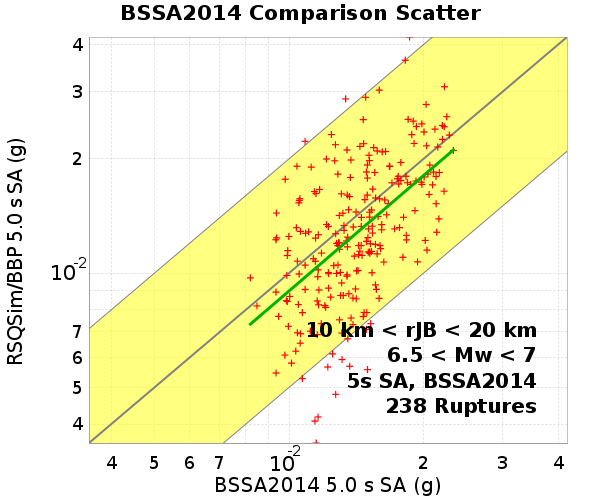 BSSA2014 Comparison Scatter
RSQSim/BBP 5.0 s SA (g)
4
3
2
10-2
7
6
5
4
10 km < rJB < 20 km
6.5 < Mw < 7
5s SA, BSSA2014
238 Ruptures
4 5 6 7 10-2 2 3 4
BSSA2014 5.0 s SA (g)